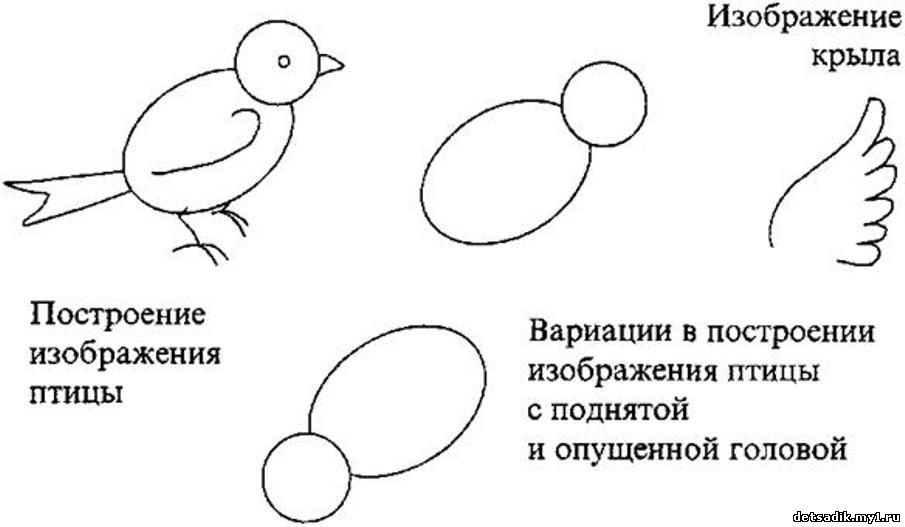 Изображение
крыла
Построение
изображения
птицы
Вариации в построении
изображения птицы
с поднятой
и опущенной головой
detsadik.my1.ru